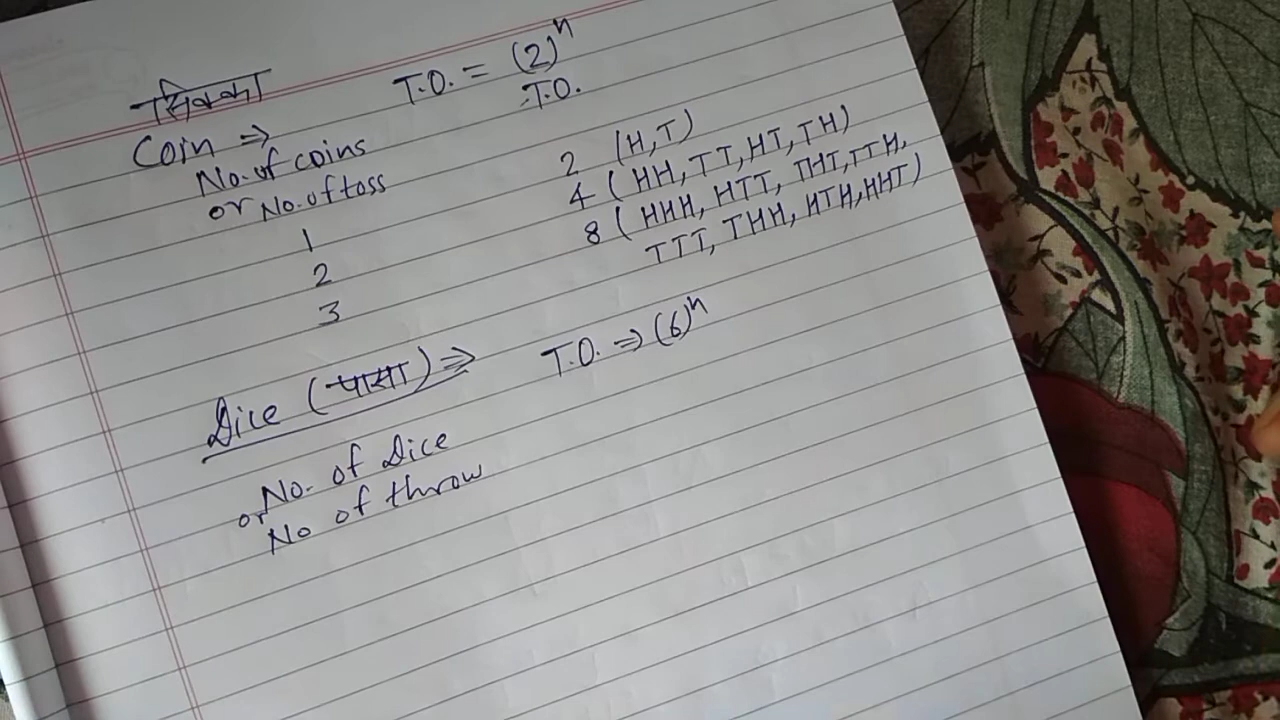 सिक्का T.O. = (2)ⁿ
Coin ⇒ T.O.
No. of coins
or No. of toss
1 2 (H, T)
2 4 ( HH, TT, HT, TH)
3 8 ( HHH, HTT, THT, TTH,
TTT, THH, HTH, HHT)
Dice (पासा) ⇒ T.O. ⇒ (6)ⁿ
No. of Dice
or No of throw